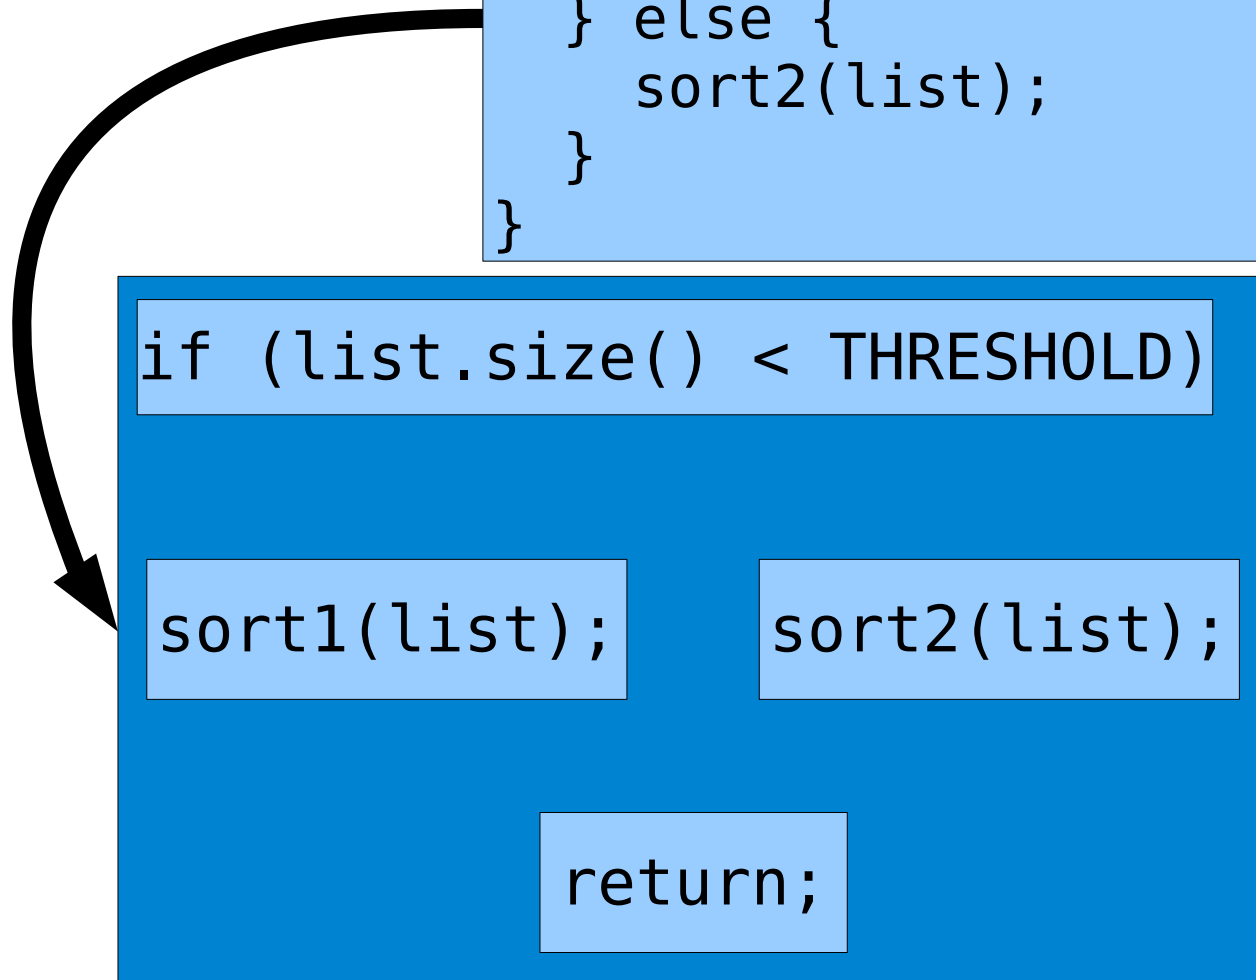 } else {
sort2(list);
}
}
if (list.size() < THRESHOLD)
sort1(list); sort2(list);
return;